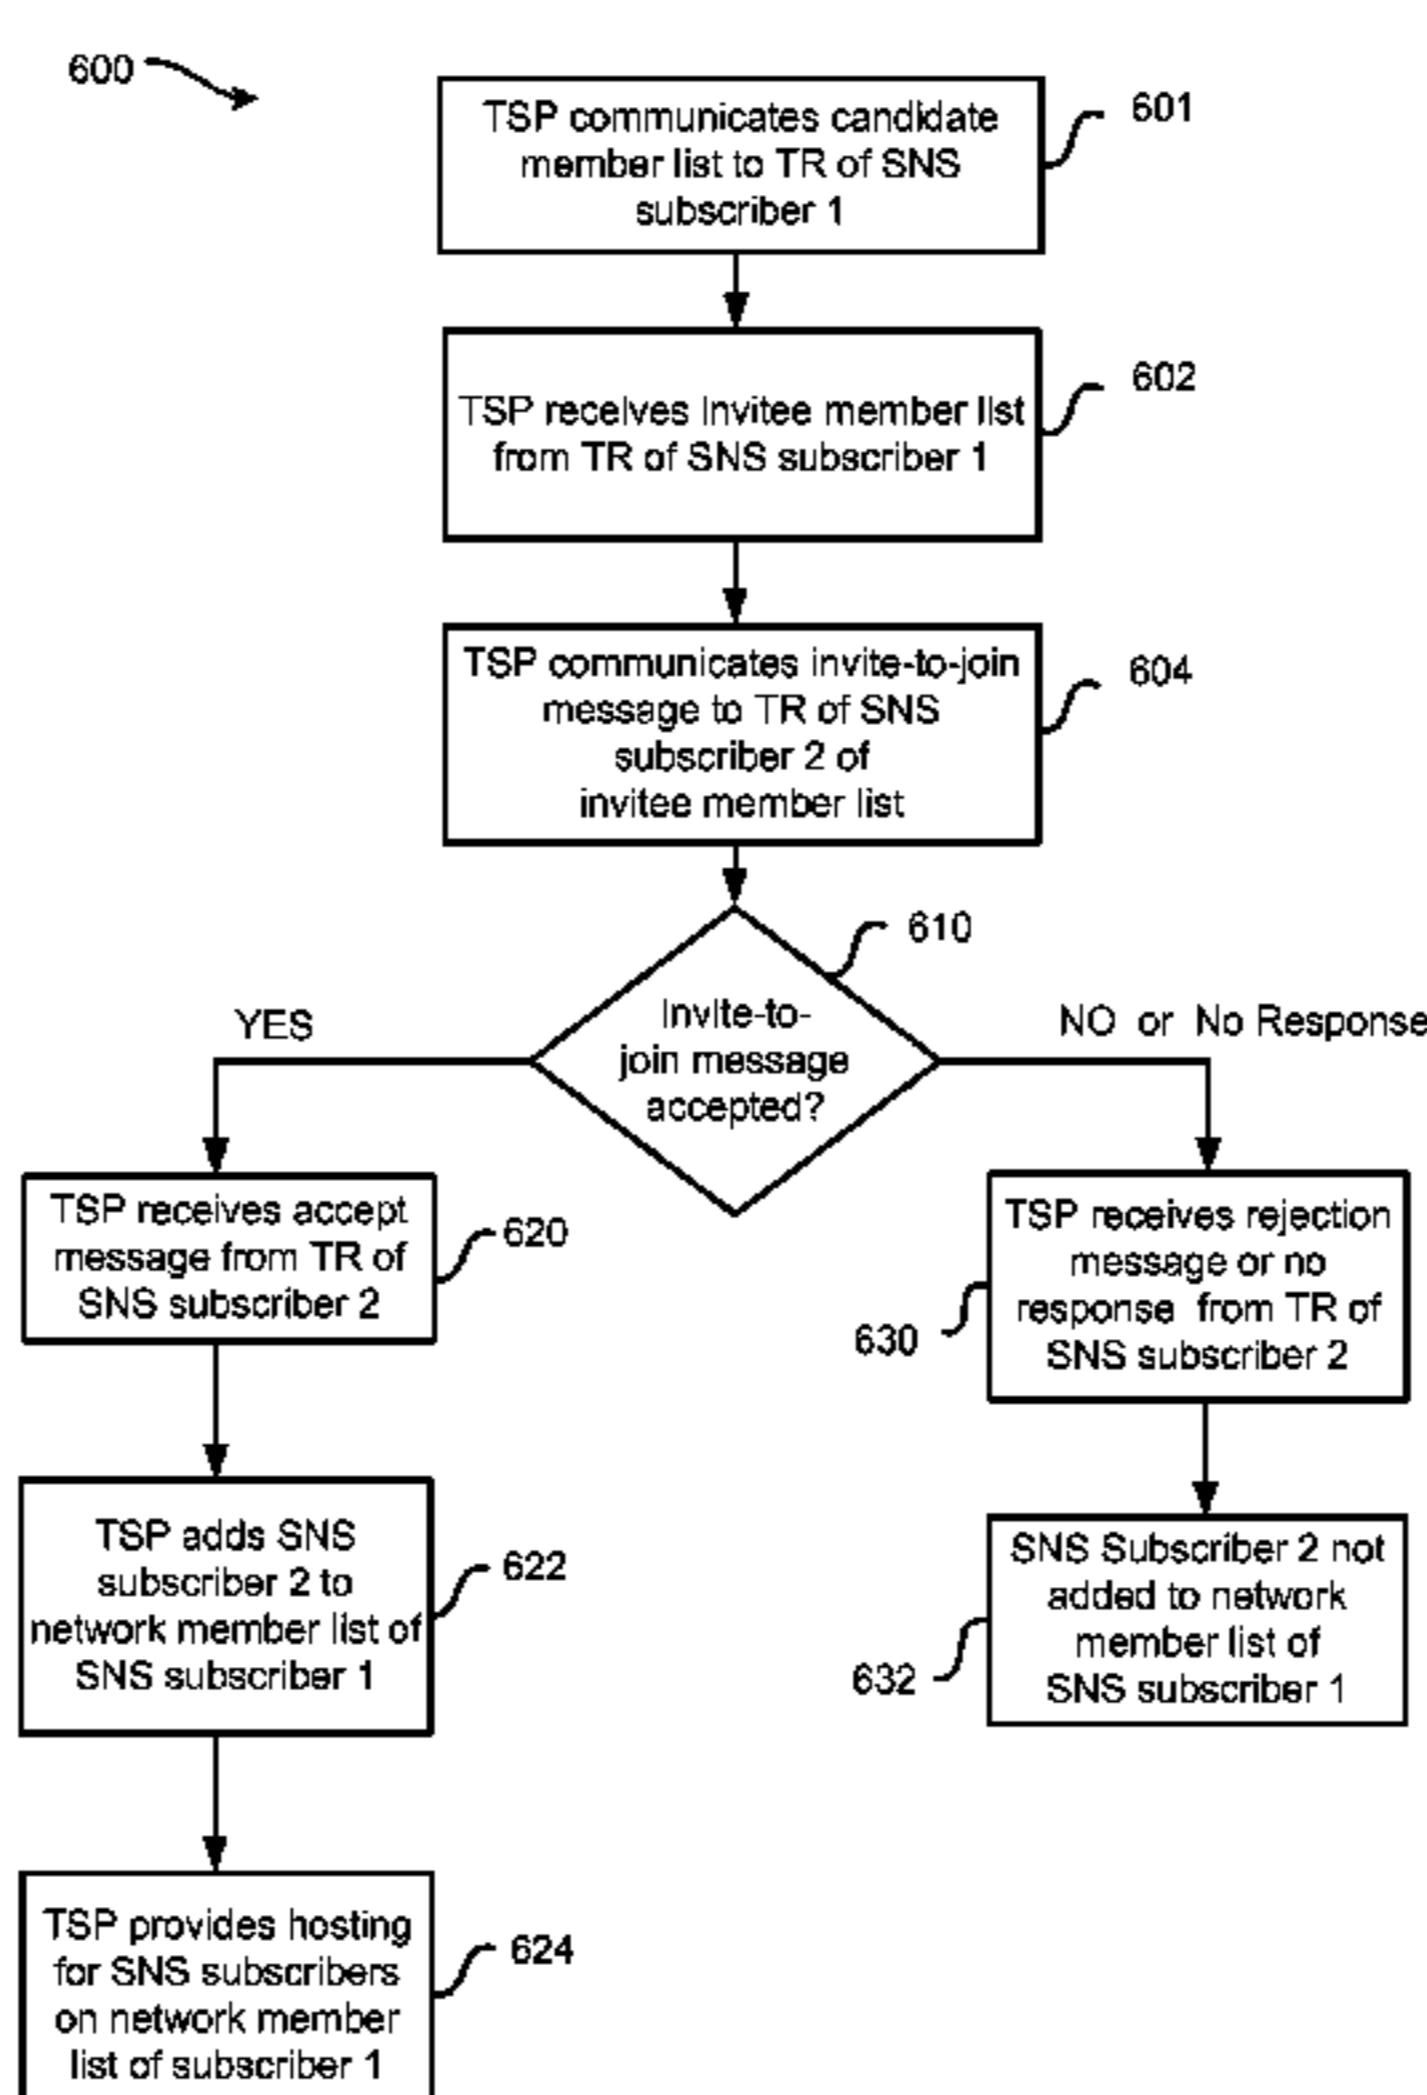 600
TSP communicates candidate
member list to TR of SNS
subscriber 1
601
TSP receives invitee member list
from TR of SNS subscriber 1
602
TSP communicates invite-to-join
message to TR of SNS
subscriber 2 of
invitee member list
604
610
Invite-to-
join message
accepted?
YES
NO or No Response
TSP receives accept
message from TR of
SNS subscriber 2
620
TSP receives rejection
message or no
response from TR of
SNS subscriber 2
630
TSP adds SNS
subscriber 2 to
network member list of
SNS subscriber 1
622
SNS Subscriber 2 not
added to network
member list of
SNS subscriber 1
632
TSP provides hosting
for SNS subscribers
on network member
list of subscriber 1
624